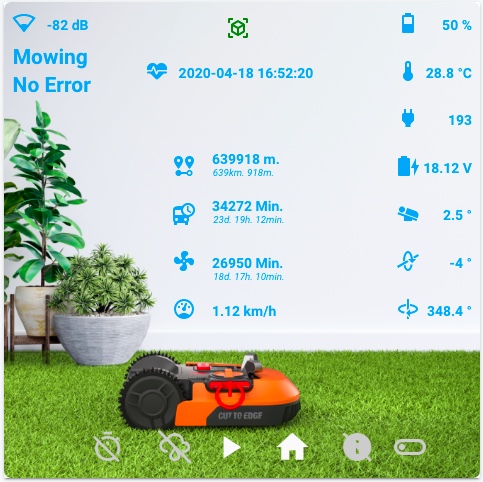 -82 dB
50 %
Mowing
No Error
2020-04-18 16:52:20
28.8 °C
193
639918 m.
639km. 918m.
18.12 V
34272 Min.
23d. 19h. 12min.
2.5 °
26950 Min.
18d. 17h. 10min.
-4 °
1.12 km/h
348.4 °
CUT TO EDGE